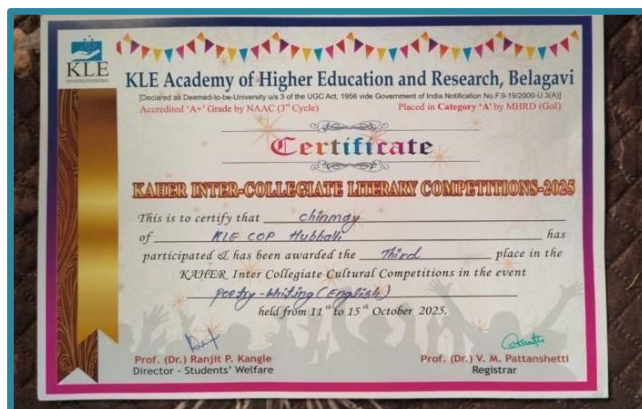 KLE
KLE Academy of Higher Education and Research, Belagavi
[Declared as Deemed-to-be-University u/s 3 of the UGC Act, 1956 vide Government of India Notification No.F.9-19/2000-U.3(A)]
Accredited 'A+' Grade by NAAC (3rd Cycle) Placed in Category 'A' by MHRD (GoI)
Certificate
KAHER INTER-COLLEGIATE LITERARY COMPETITIONS-2025
This is to certify that chinmay
of KLE COP Hubballi has
participated & has been awarded the Third place in the
KAHER Inter Collegiate Cultural Competitions in the event
poetry-Writing (English)
held from 11th to 15th October 2025.
Prof. (Dr.) Ranjit P. Kangle
Director - Students' Welfare
Prof. (Dr.) V. M. Pattanshetti
Registrar